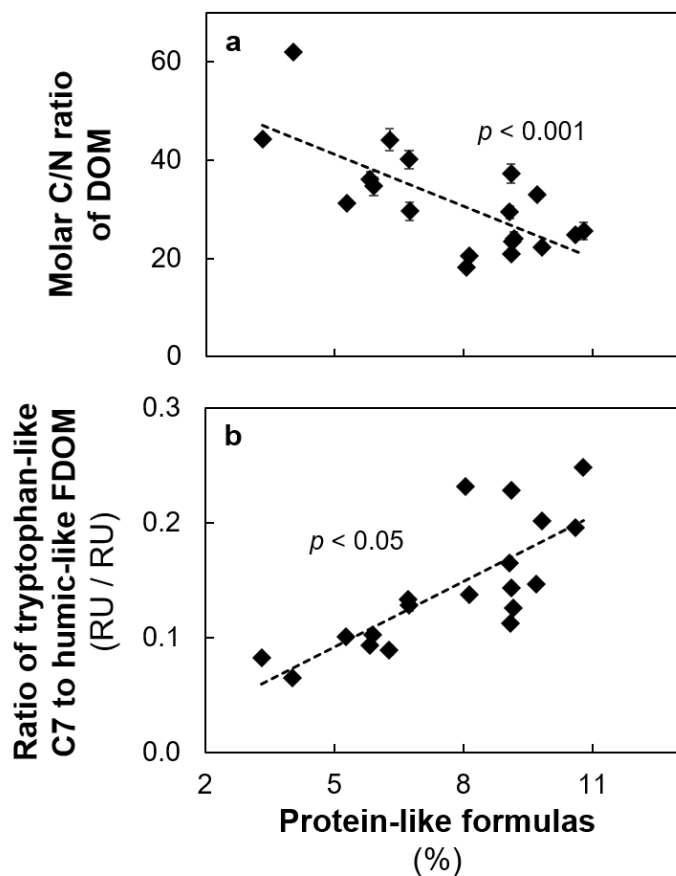 a
Molar C/N ratio
of DOM
60
40
20
0
p < 0.001
b
Ratio of tryptophan-like
C7 to humic-like FDOM
(RU / RU)
0.3
0.2
0.1
0.0
p < 0.05
2 5 8 11
Protein-like formulas
(%)